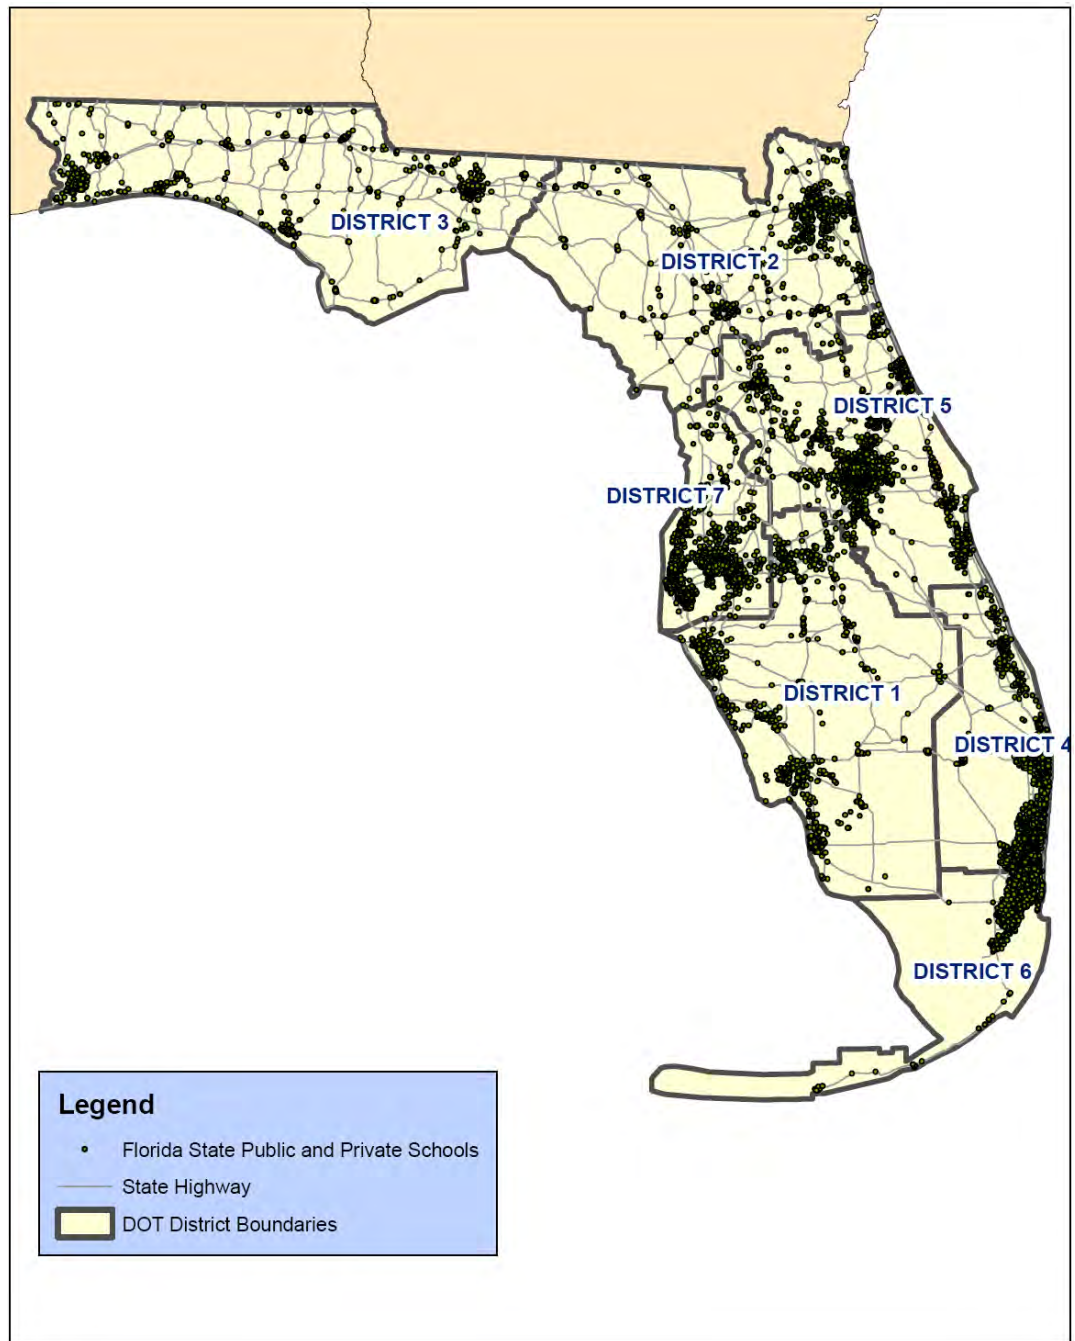 DISTRICT 3
DISTRICT 2
DISTRICT 5
DISTRICT 7
DISTRICT 1
DISTRICT 4
DISTRICT 6
Legend
Florida State Public and Private Schools
State Highway
DOT District Boundaries